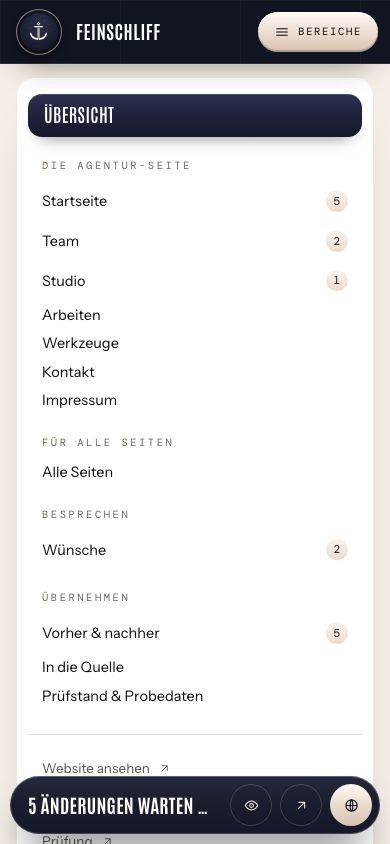 FEINSCHLIFF
BEREICHE
ÜBERSICHT
DIE AGENTUR-SEITE
Startseite 5
Team 2
Studio 1
Arbeiten
Werkzeuge
Kontakt
Impressum
FÜR ALLE SEITEN
Alle Seiten
BESPRECHEN
Wünsche 2
ÜBERNEHMEN
Vorher & nachher 5
In die Quelle
Prüfstand & Probedaten
Website ansehen
5 ÄNDERUNGEN WARTEN ...
Prüfung